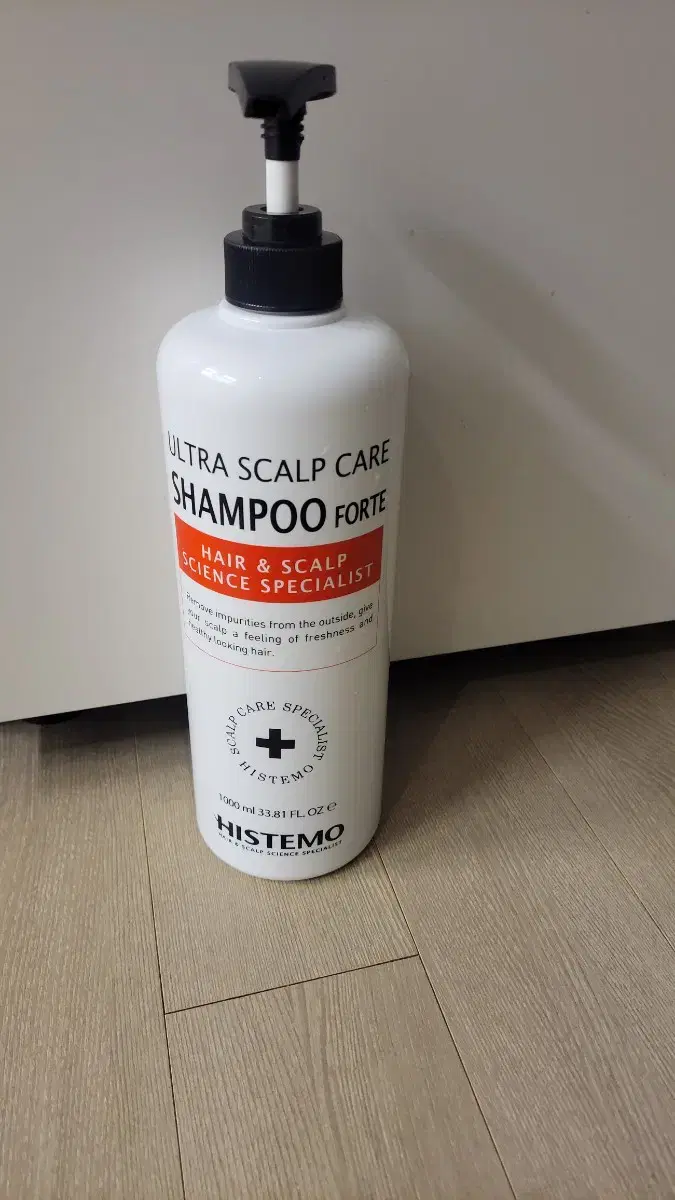 ULTRA SCALP CARE
SHAMPOO FORTE
HAIR & SCALP
SCIENCE SPECIALIST
Remove impurities from the outside, give
your scalp a feeling of freshness and
healthy looking hair.
SCALP CARE SPECIALIST
HISTEMO
1000 ml 33.81 FL. OZ ℮
HISTEMO
HAIR & SCALP SCIENCE SPECIALIST